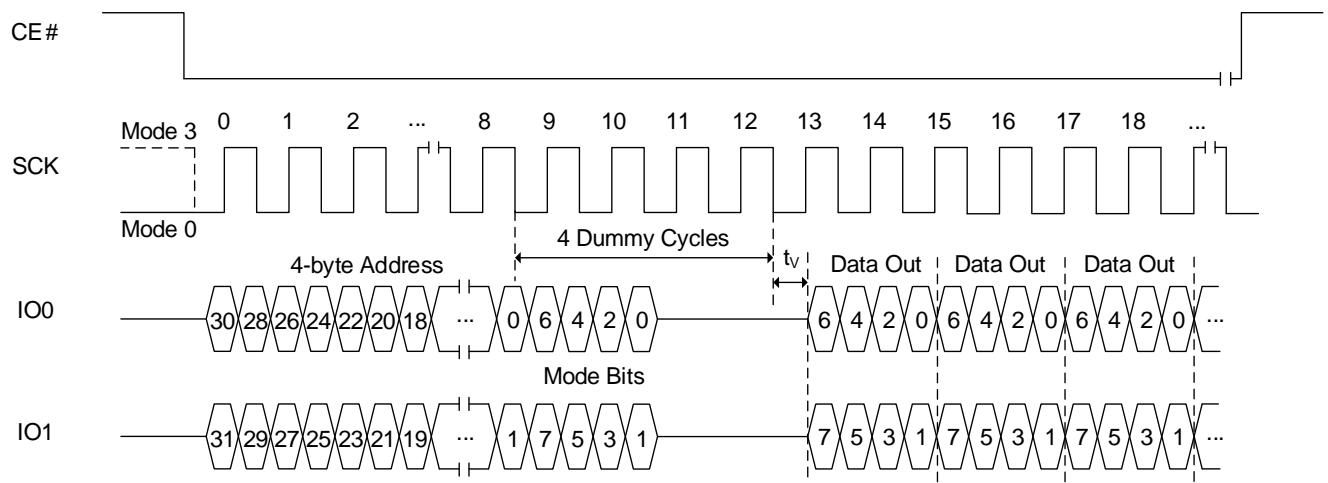 CE#
Mode 3
0 1 2 ... 8 9 10 11 12 13 14 15 16 17 18 ...
SCK
Mode 0
4 Dummy Cycles
4-byte Address
tV
Data Out Data Out Data Out
IO0
30 28 26 24 22 20 18 ... 0 6 4 2 0 6 4 2 0 6 4 2 0 6 4 2 0 ...
Mode Bits
IO1
31 29 27 25 23 21 19 ... 1 7 5 3 1 7 5 3 1 7 5 3 1 7 5 3 1 ...